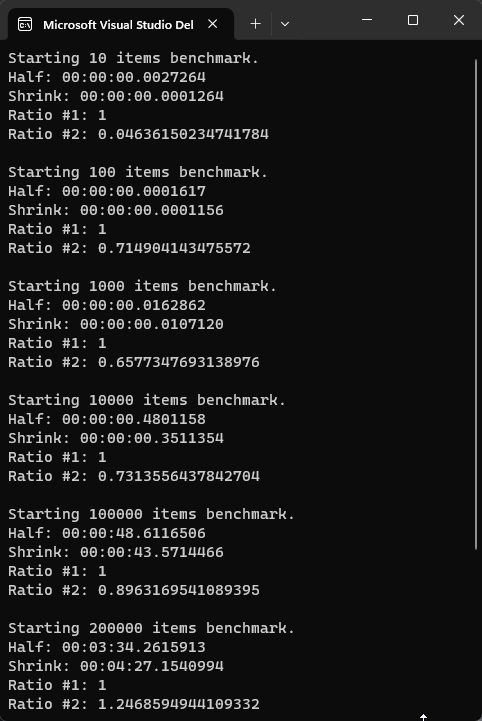 Microsoft Visual Studio Del
Starting 10 items benchmark.
Half: 00:00:00.0027264
Shrink: 00:00:00.0001264
Ratio #1: 1
Ratio #2: 0.04636150234741784
Starting 100 items benchmark.
Half: 00:00:00.0001617
Shrink: 00:00:00.0001156
Ratio #1: 1
Ratio #2: 0.714904143475572
Starting 1000 items benchmark.
Half: 00:00:00.0162862
Shrink: 00:00:00.0107120
Ratio #1: 1
Ratio #2: 0.6577347693138976
Starting 10000 items benchmark.
Half: 00:00:00.4801158
Shrink: 00:00:00.3511354
Ratio #1: 1
Ratio #2: 0.7313556437842704
Starting 100000 items benchmark.
Half: 00:00:48.6116506
Shrink: 00:00:43.5714466
Ratio #1: 1
Ratio #2: 0.8963169541089395
Starting 200000 items benchmark.
Half: 00:03:34.2615913
Shrink: 00:04:27.1540994
Ratio #1: 1
Ratio #2: 1.2468594944109332